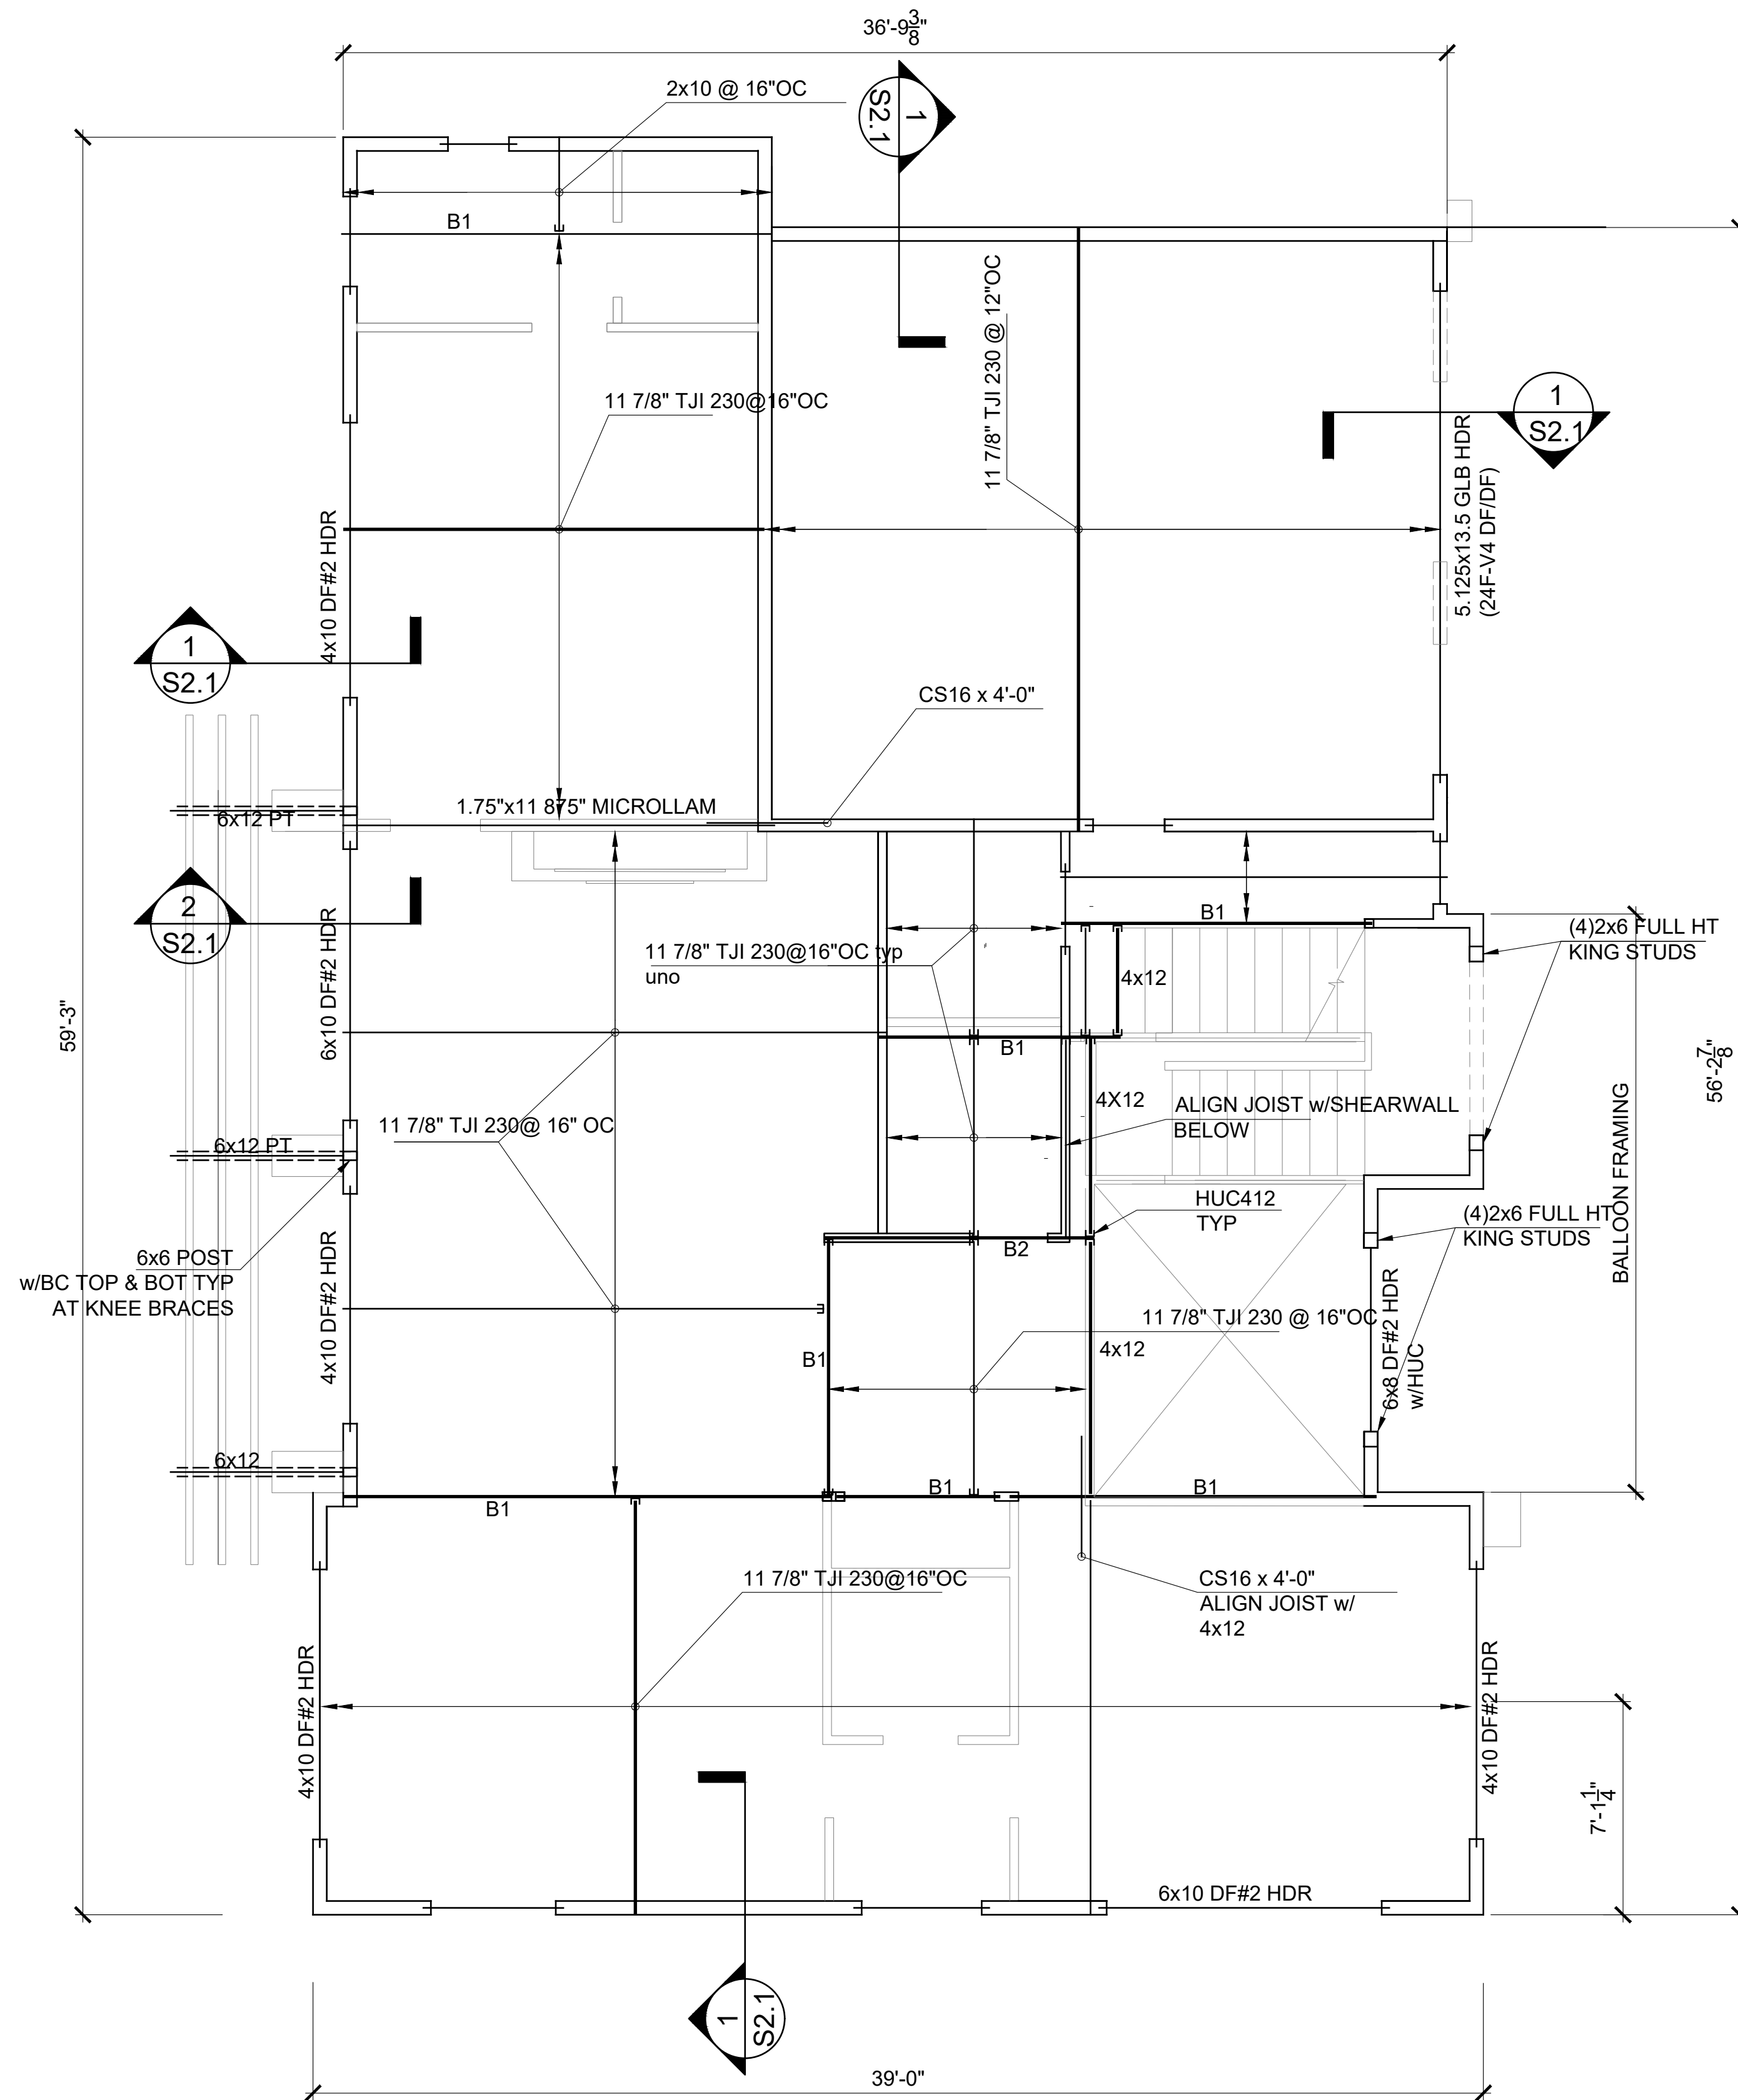 36'-9 3/8"
2x10 @ 16"OC
1
S2.1
B1
11 7/8" TJI 230 @ 12"OC
11 7/8" TJI 230@16"OC
1
S2.1
5.125x13.5 GLB HDR
(24F-V4 DF/DF)
4x10 DF#2 HDR
1
S2.1
CS16 x 4'-0"
1.75"x11 875" MICROLLAM
6x12 PT
2
S2.1
B1
(4)2x6 FULL HT
KING STUDS
11 7/8" TJI 230@16"OC typ
uno
4x12
6x10 DF#2 HDR
59'-3"
B1
56'-2 7/8"
4X12
ALIGN JOIST w/SHEARWALL
BELOW
11 7/8" TJI 230@ 16" OC
6x12 PT
BALLOON FRAMING
HUC412
TYP
(4)2x6 FULL HT
KING STUDS
B2
6x6 POST
w/BC TOP & BOT TYP
AT KNEE BRACES
4x10 DF#2 HDR
11 7/8" TJI 230 @ 16"OC
6x8 DF#2 HDR
w/HUC
B1
4x12
6x12
B1
B1
B1
11 7/8" TJI 230@16"OC
CS16 x 4'-0"
ALIGN JOIST w/
4x12
4x10 DF#2 HDR
4x10 DF#2 HDR
7'-1 1/4"
6x10 DF#2 HDR
1
S2.1
39'-0"